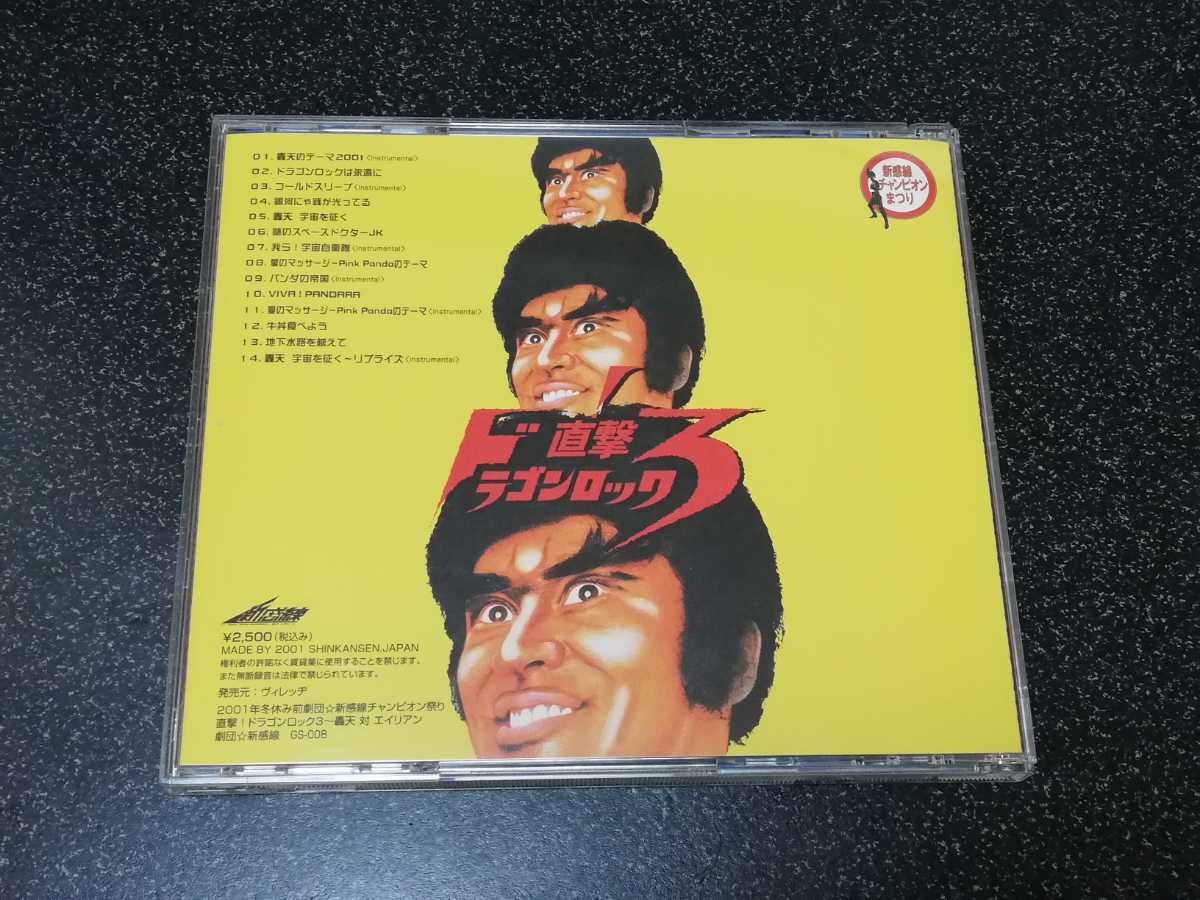 01. 轟天のテーマ2001〈Instrumental〉
02. ドラゴンロックは永遠に
03. コールドスリープ〈Instrumental〉
04. 銀河にゃ銭が光ってる
05. 轟天 宇宙を征く
06. 謎のスペースドクターJK
07. 我ら！宇宙自衛隊〈Instrumental〉
08. 愛のマッサージ〜Pink Pandaのテーマ
09. パンダの帝国〈Instrumental〉
10. VIVA！PANDARA
11. 愛のマッサージ〜Pink Pandaのテーマ〈Instrumental〉
12. 牛丼食べよう
13. 地下水路を越えて
14. 轟天 宇宙を征く〜リプライズ〈Instrumental〉
新感線
チャンピオン
まつり
直撃
ドラゴンロック3
新感線
¥2,500(税込み)
MADE BY 2001 SHINKANSEN,JAPAN
権利者の許諾なく賃貸業に使用することを禁じます。
また無断録音は法律で禁じられています。
発売元：ヴィレッヂ
2001年冬休み前劇団☆新感線チャンピオン祭り
直撃！ドラゴンロック3〜轟天 対 エイリアン
劇団☆新感線 GS-008